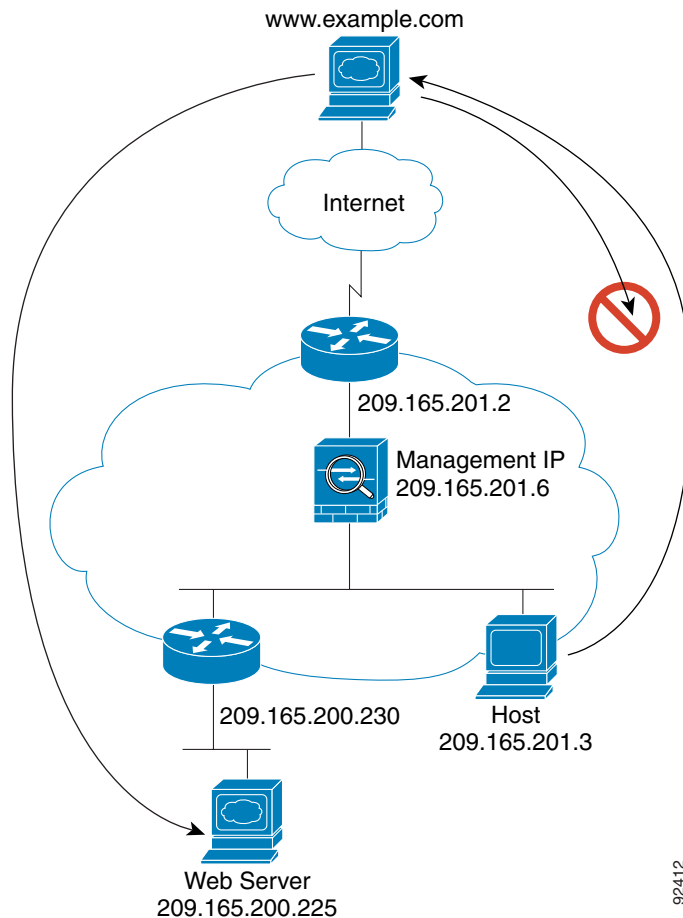 www.example.com
Internet
209.165.201.2
Management IP
209.165.201.6
209.165.200.230
Host
209.165.201.3
Web Server
209.165.200.225
92412